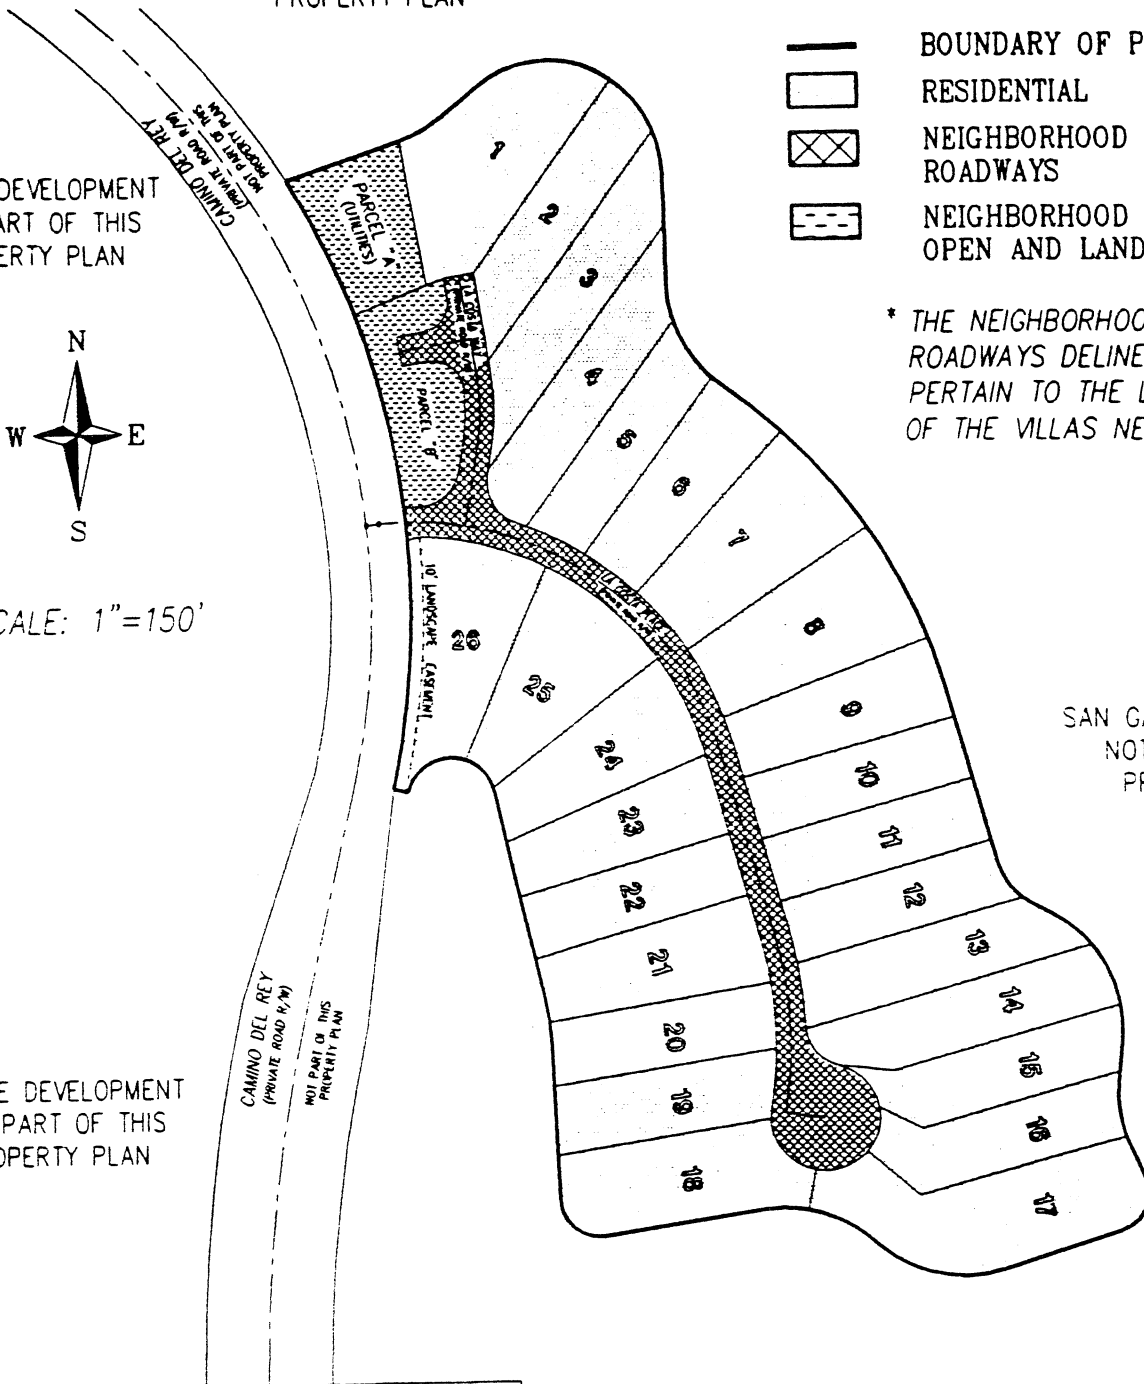 PROPERTY PLAN
BOUNDARY OF P
RESIDENTIAL
NEIGHBORHOOD
ROADWAYS
NEIGHBORHOOD
OPEN AND LAND
* THE NEIGHBORHOO
ROADWAYS DELINE
PERTAIN TO THE L
OF THE VILLAS NE
DEVELOPMENT
ART OF THIS
ERTY PLAN
CAMINO DEL REY
(PRIVATE ROAD R/W)
NOT PART OF THIS
PROPERTY PLAN
PARCEL "A"
(UTILITIES)
PARCEL "B"
N
W
E
S
CALE: 1"=150'
10' LANDSCAPE EASEMENT
1
2
3
4
5
6
7
8
9
10
11
12
13
14
15
16
17
18
19
20
21
22
23
24
25
26
SAN GA
NOT
PR
CAMINO DEL REY
(PRIVATE ROAD R/W)
NOT PART OF THIS
PROPERTY PLAN
E DEVELOPMENT
PART OF THIS
OPERTY PLAN